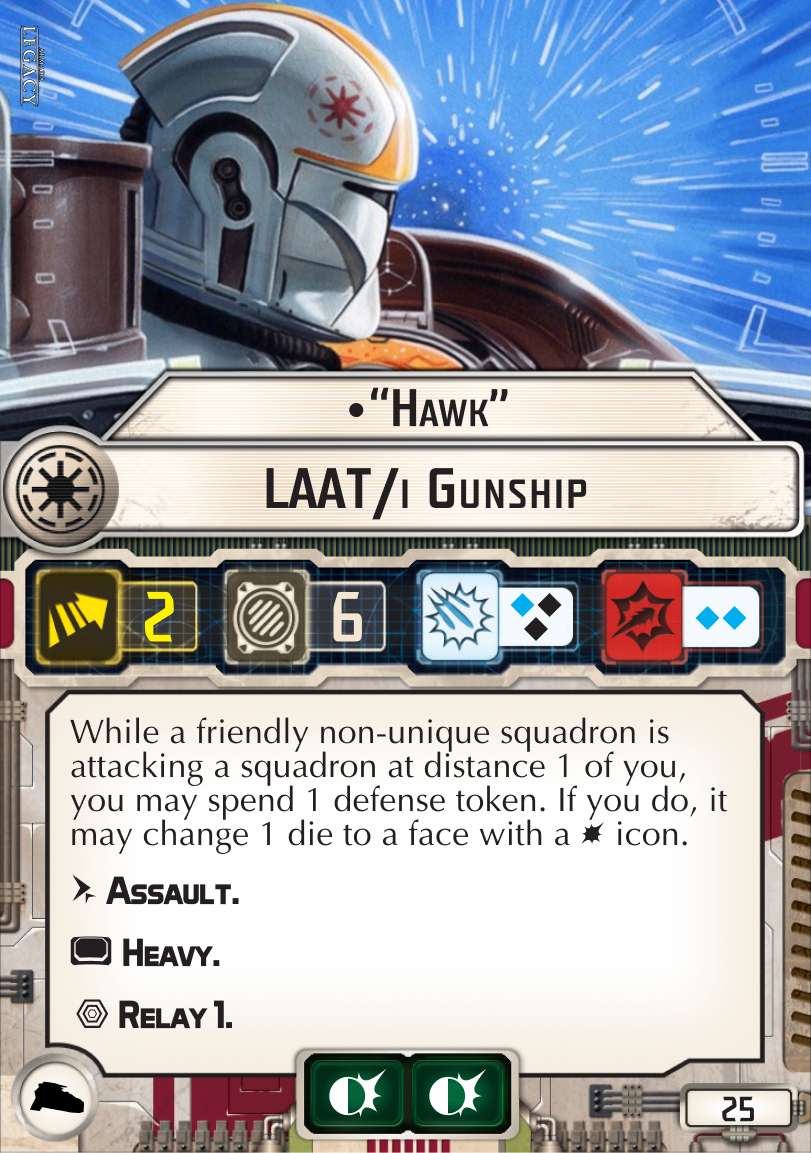 LEGACY
•“Hawk”
LAAT/i Gunship
2
6
While a friendly non-unique squadron is
attacking a squadron at distance 1 of you,
you may spend 1 defense token. If you do, it
may change 1 die to a face with a icon.
Assault.
Heavy.
Relay 1.
25